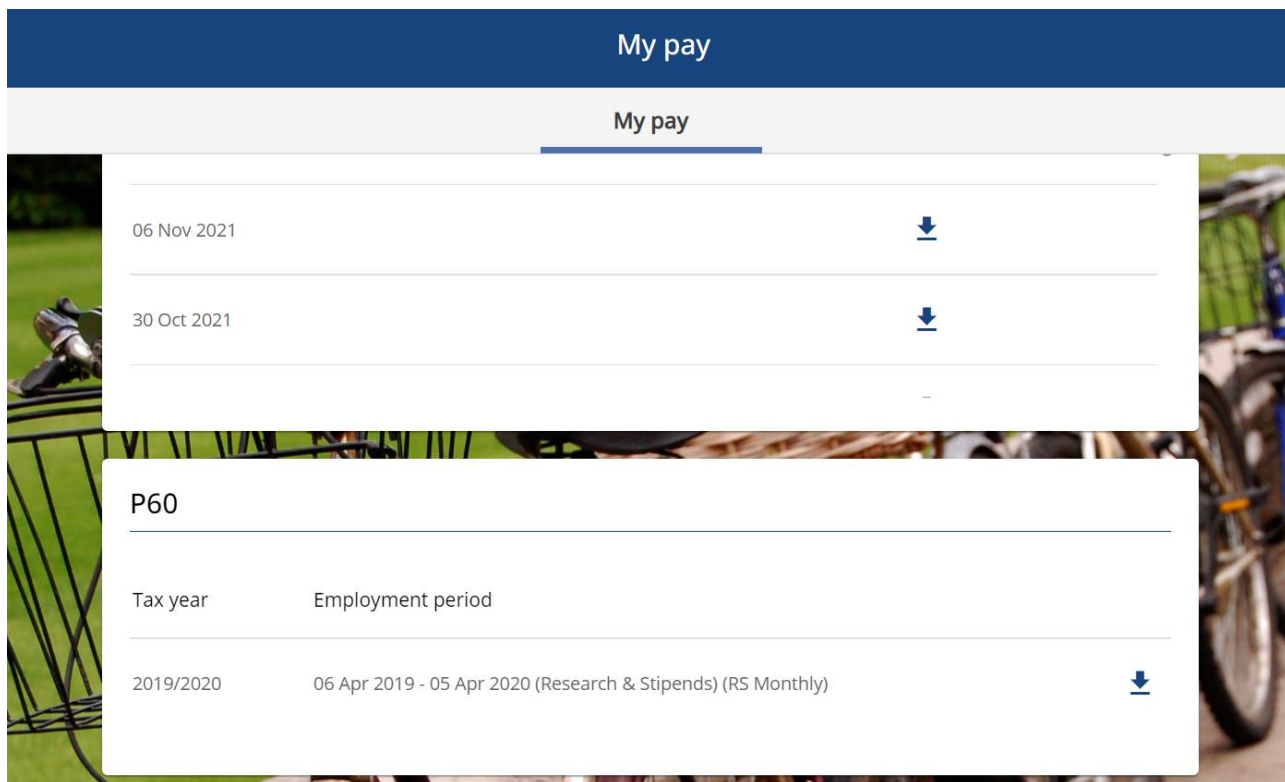 My pay
My pay
06 Nov 2021
30 Oct 2021
P60
Tax year Employment period
2019/2020 06 Apr 2019 - 05 Apr 2020 (Research & Stipends) (RS Monthly)